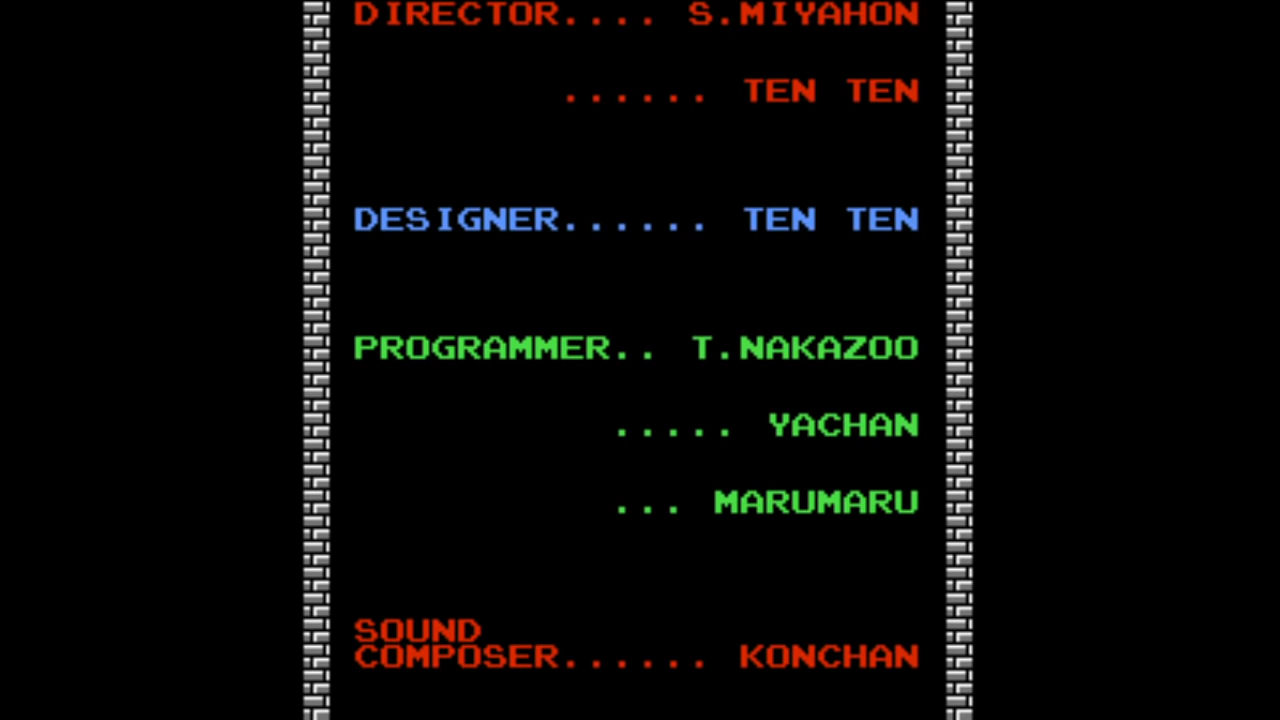 DIRECTOR.... S.MIYAHON
...... TEN TEN
DESIGNER...... TEN TEN
PROGRAMMER.. T.NAKAZOO
..... YACHAN
... MARUMARU
SOUND
COMPOSER...... KONCHAN